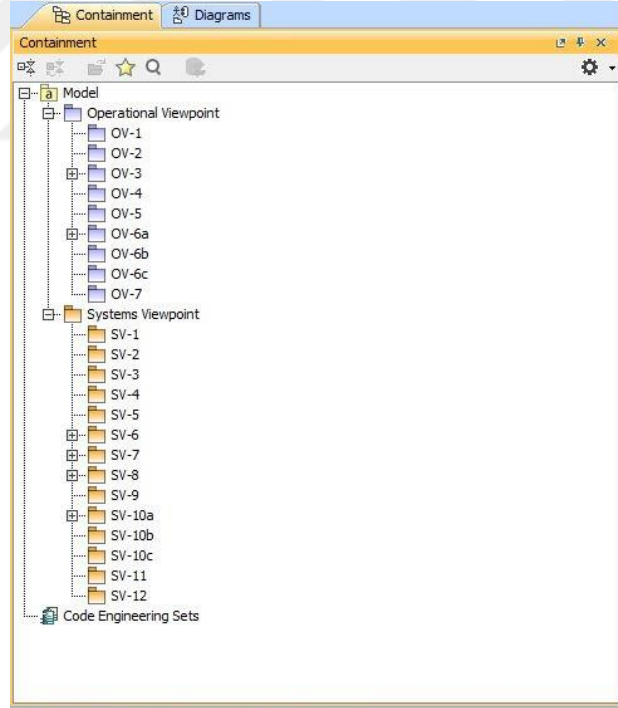 Containment Diagrams
Containment
a Model
Operational Viewpoint
OV-1
OV-2
OV-3
OV-4
OV-5
OV-6a
OV-6b
OV-6c
OV-7
Systems Viewpoint
SV-1
SV-2
SV-3
SV-4
SV-5
SV-6
SV-7
SV-8
SV-9
SV-10a
SV-10b
SV-10c
SV-11
SV-12
Code Engineering Sets